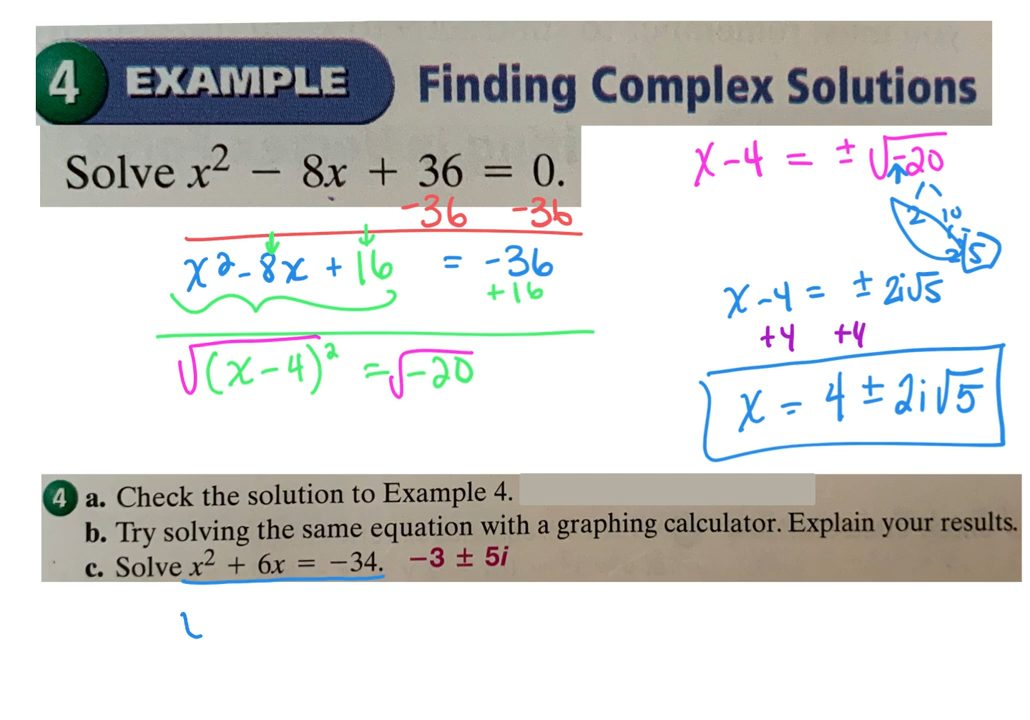 4 EXAMPLE Finding Complex Solutions
Solve x² − 8x + 36 = 0.
-36 -36
x² - 8x + 16 = -36
+16
√(x-4)² = √-20
x-4 = ± √-20
2 10
2 5
x-4 = ± 2i√5
+4 +4
x = 4 ± 2i√5
4 a. Check the solution to Example 4.
b. Try solving the same equation with a graphing calculator. Explain your results.
c. Solve x² + 6x = −34. −3 ± 5i